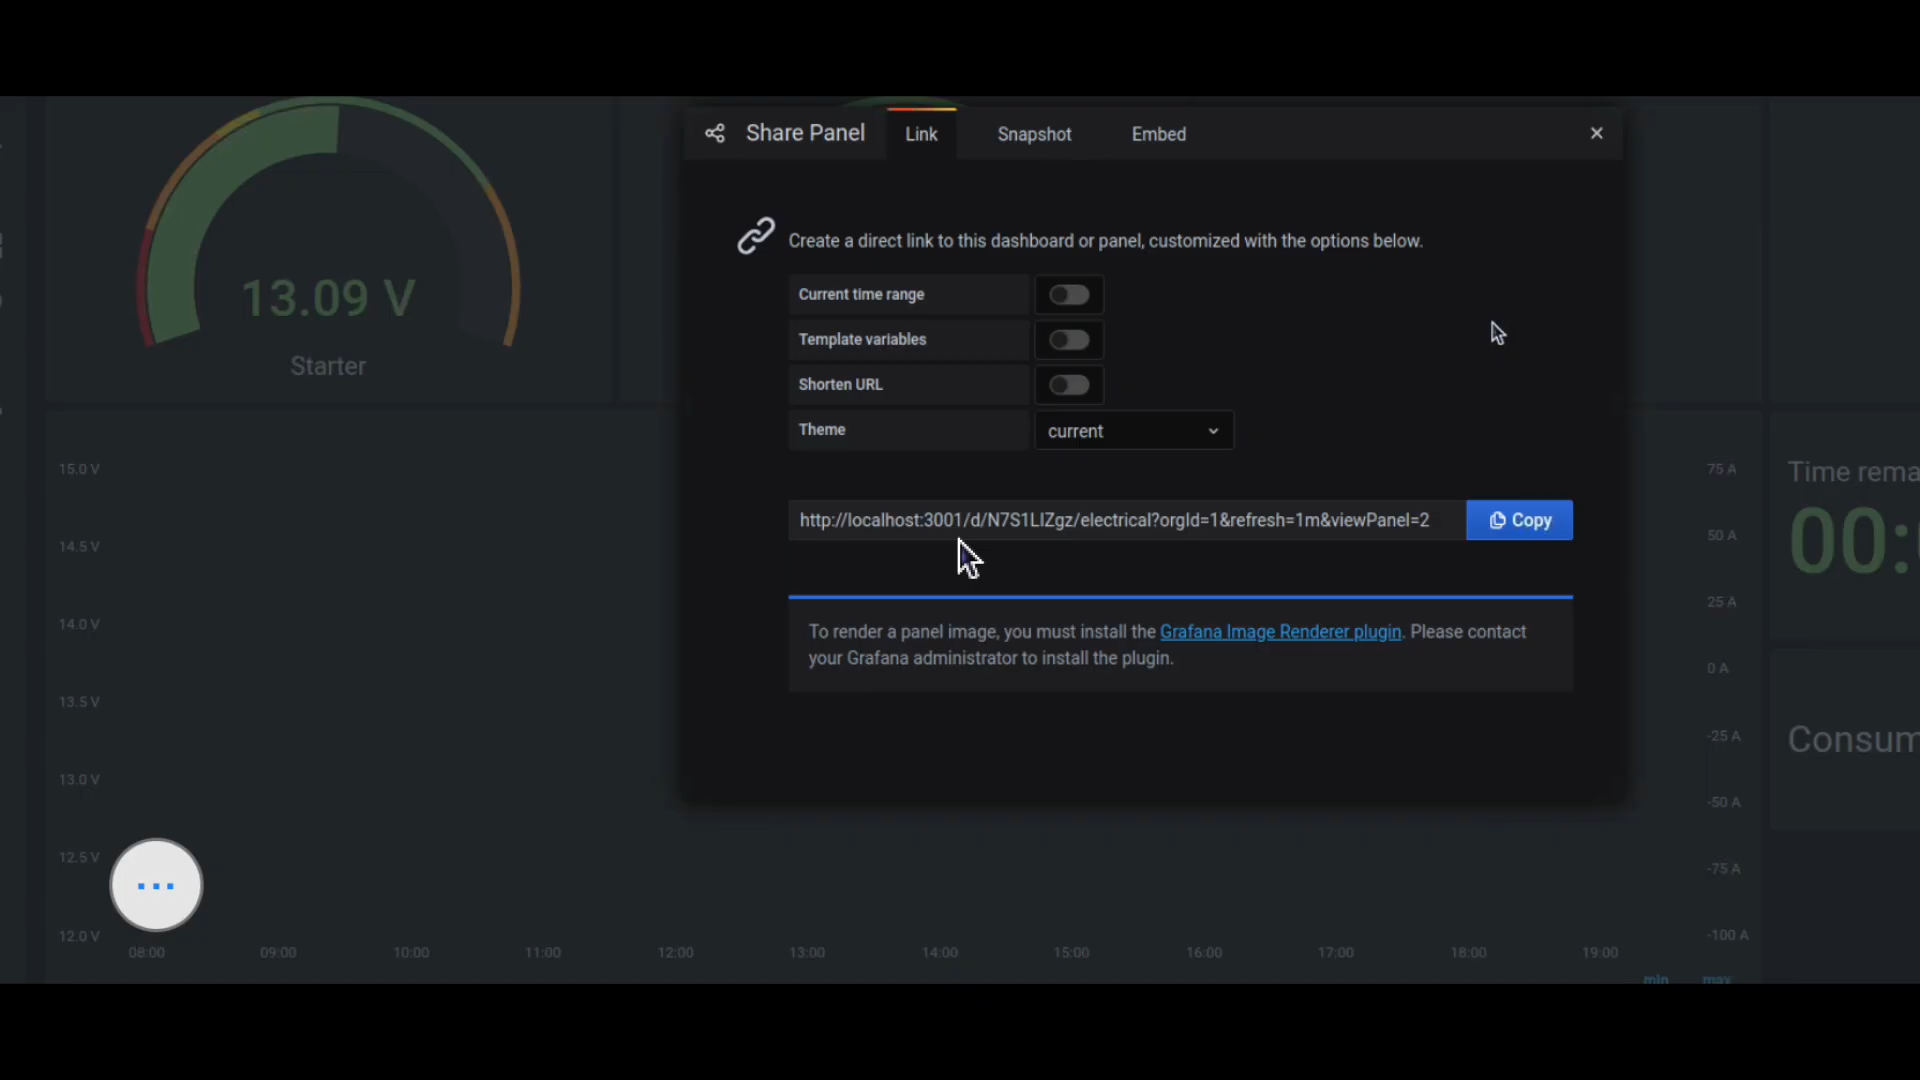 Share Panel
Link
Snapshot
Embed
Create a direct link to this dashboard or panel, customized with the options below.
Current time range
Template variables
Shorten URL
Theme
current
http://localhost:3001/d/N7S1LIZgz/electrical?orgId=1&refresh=1m&viewPanel=2
Copy
To render a panel image, you must install the Grafana Image Renderer plugin. Please contact
your Grafana administrator to install the plugin.
13.09 V
Starter
15.0 V
14.5 V
14.0 V
13.5 V
13.0 V
12.5 V
12.0 V
08:00
09:00
10:00
11:00
12:00
13:00
14:00
15:00
16:00
17:00
18:00
19:00
75 A
50 A
25 A
0 A
-25 A
-50 A
-75 A
-100 A
min
max
Time rema
00:
Consum